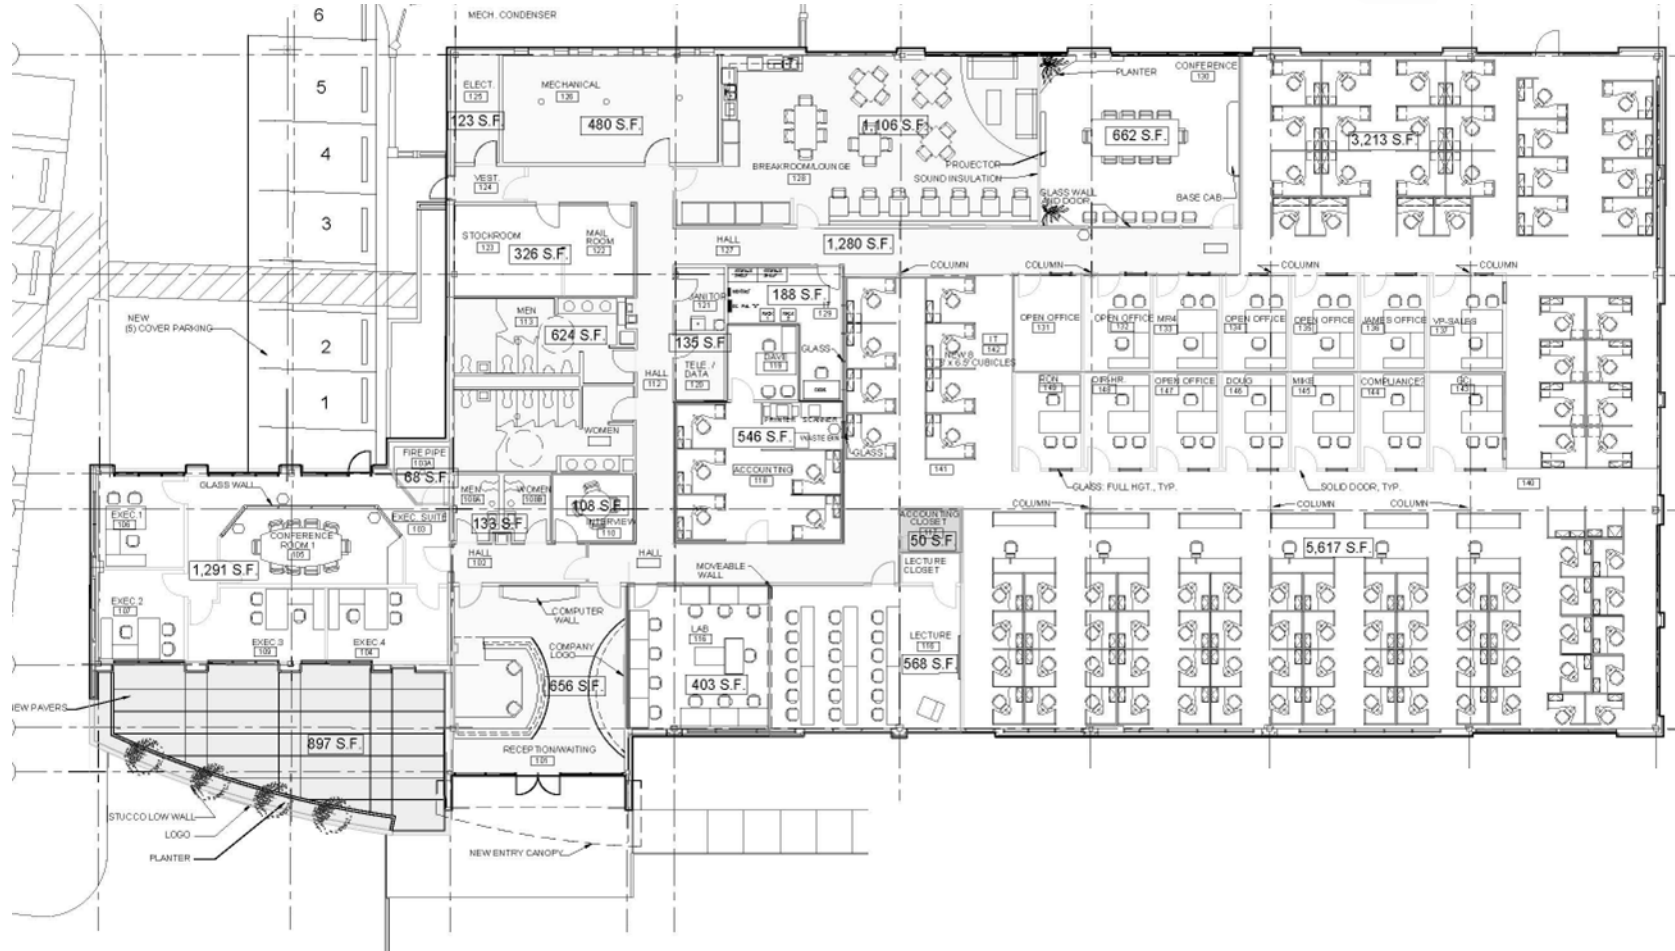 6
MECH. CONDENSER
5
4
3
2
1
NEW
(5) COVER PARKING
ELECT.
125
123 S.F.
MECHANICAL
126
480 S.F.
VEST.
124
STOCKROOM
123
326 S.F.
MAIL
ROOM
122
1,106 S.F.
BREAKROOM/LOUNGE
128
PLANTER
CONFERENCE
130
662 S.F.
PROJECTOR
SOUND INSULATION
GLASS WALL
AND DOOR
BASE CAB.
3,213 S.F.
HALL
127
1,280 S.F.
COLUMN
COLUMN
COLUMN
COLUMN
MEN
113
624 S.F.
JANITOR
121
135 S.F.
188 S.F.
129
TELE. /
DATA
120
DAVE
119
GLASS
HALL
112
WOMEN
IT
142
NEW 8
CUBICLES
OPEN OFFICE
131
OPEN OFFICE
132
133
OPEN OFFICE
134
OPEN OFFICE
135
JAMES OFFICE
136
VP-SALES
137
RON
DIR-HR.
OPEN OFFICE
147
DOUG
146
MIKE
145
COMPLIANCE?
144
143
PRINTER SCANNER
WASTE BIN
546 S.F.
ACCOUNTING
118
GLASS
141
GLASS: FULL HGT., TYP.
SOLID DOOR, TYP.
140
FIRE PIPE
103A
68 S.F.
GLASS WALL
EXEC.1
106
CONFERENCE
ROOM 1
105
EXEC. SUITE
103
1,291 S.F.
EXEC.2
107
EXEC.3
109
EXEC.4
104
MEN
108A
WOMEN
108B
133 S.F.
108 S.F.
INTERVIEW
110
HALL
102
HALL
MOVEABLE
WALL
ACCOUNTING
CLOSET
50 S.F.
LECTURE
CLOSET
COLUMN
COLUMN
COLUMN
5,617 S.F.
COMPUTER
WALL
COMPANY
LOGO
656 S.F.
LAB
116
403 S.F.
LECTURE
115
568 S.F.
RECEPTION/WAITING
101
NEW PAVERS
897 S.F.
STUCCO LOW WALL
LOGO
PLANTER
NEW ENTRY CANOPY